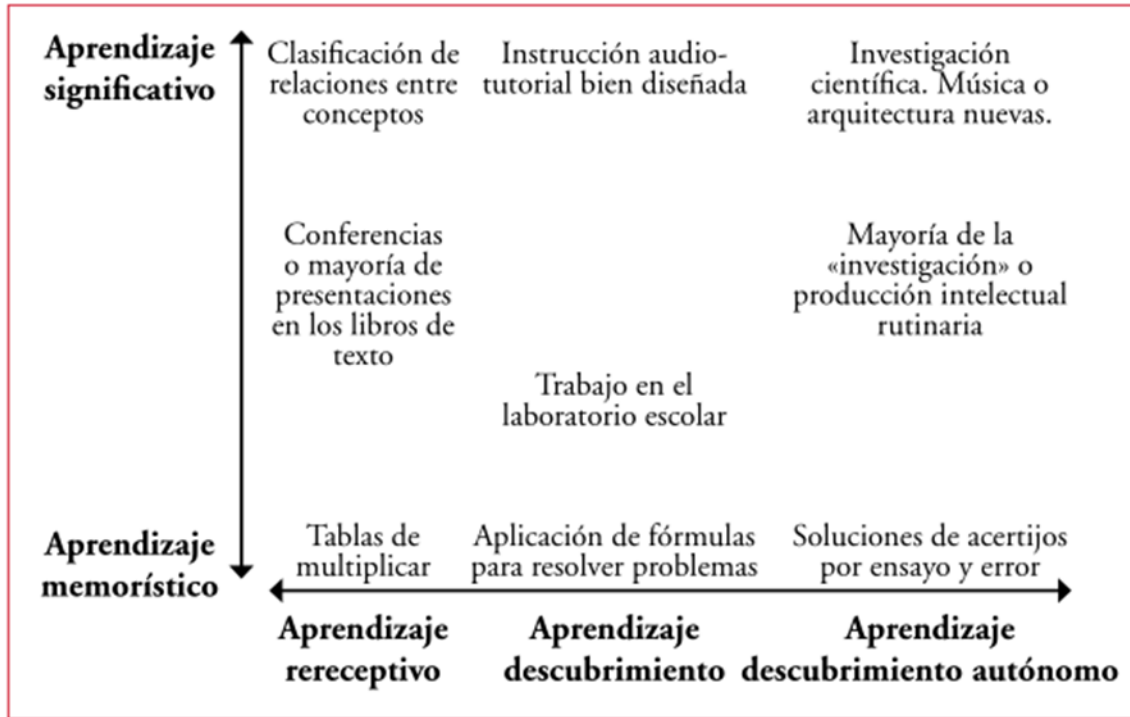 Aprendizaje
significativo
Clasificación de
relaciones entre
conceptos
Instrucción audio-
tutorial bien diseñada
Investigación
científica. Música o
arquitectura nuevas.
Conferencias
o mayoría de
presentaciones
en los libros de
texto
Mayoría de la
«investigación» o
producción intelectual
rutinaria
Trabajo en el
laboratorio escolar
Aprendizaje
memorístico
Tablas de
multiplicar
Aplicación de fórmulas
para resolver problemas
Soluciones de acertijos
por ensayo y error
Aprendizaje
rereceptivo
Aprendizaje
descubrimiento
Aprendizaje
descubrimiento autónomo